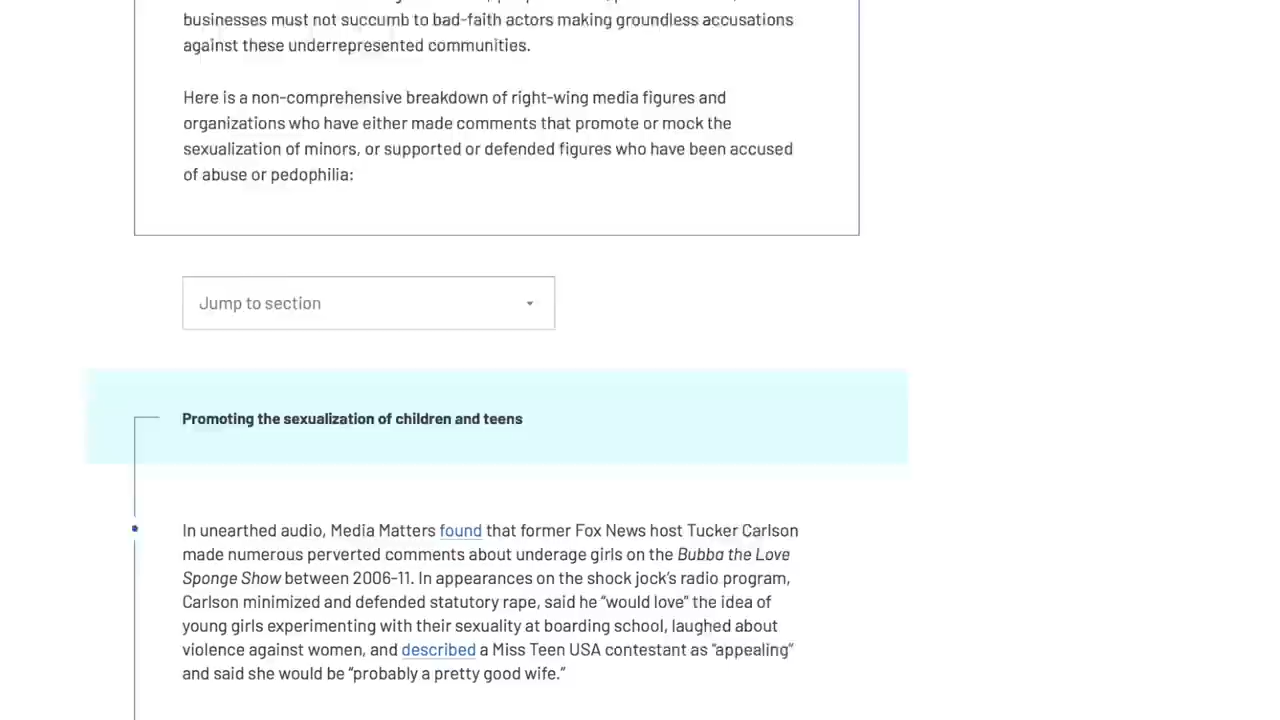 businesses must not succumb to bad-faith actors making groundless accusations
against these underrepresented communities.
Here is a non-comprehensive breakdown of right-wing media figures and
organizations who have either made comments that promote or mock the
sexualization of minors, or supported or defended figures who have been accused
of abuse or pedophilia:
Jump to section
Promoting the sexualization of children and teens
In unearthed audio, Media Matters found that former Fox News host Tucker Carlson
made numerous perverted comments about underage girls on the Bubba the Love
Sponge Show between 2006-11. In appearances on the shock jock's radio program,
Carlson minimized and defended statutory rape, said he “would love” the idea of
young girls experimenting with their sexuality at boarding school, laughed about
violence against women, and described a Miss Teen USA contestant as "appealing”
and said she would be “probably a pretty good wife.”